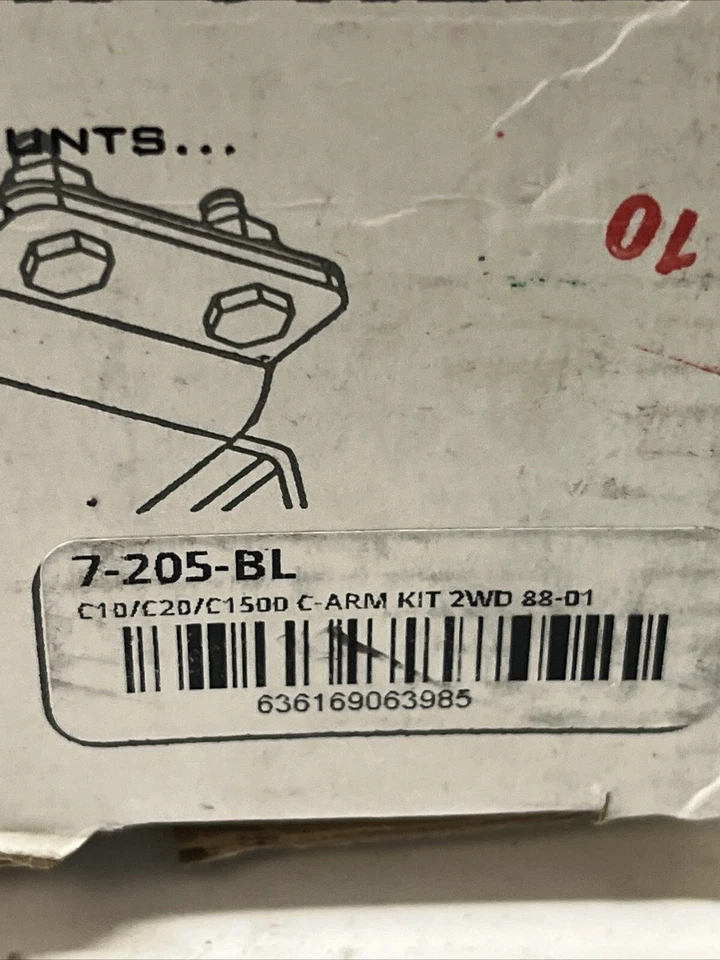 UNTS...
10
7-205-BL
C10/C20/C1500 C-ARM KIT 2WD 88-01
636169063985